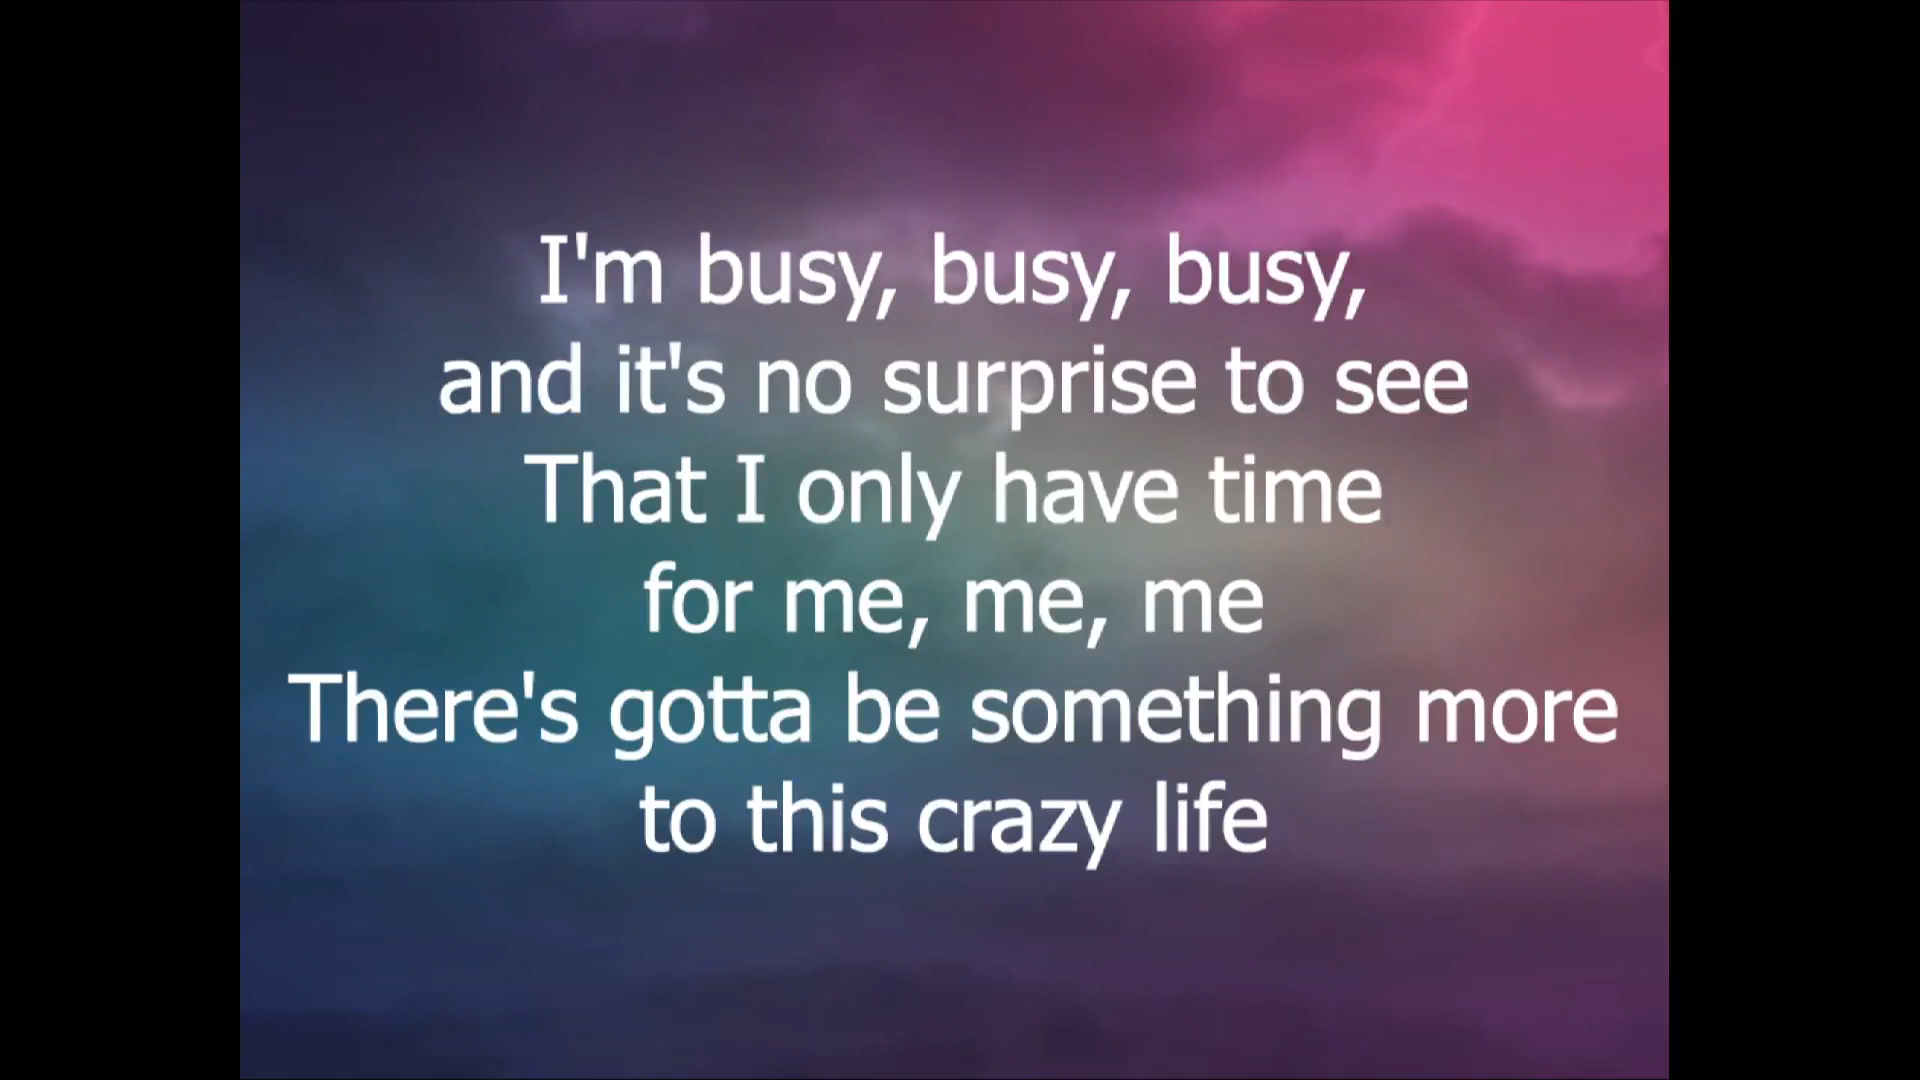 I'm busy, busy, busy,
and it's no surprise to see
That I only have time
for me, me, me
There's gotta be something more
to this crazy life